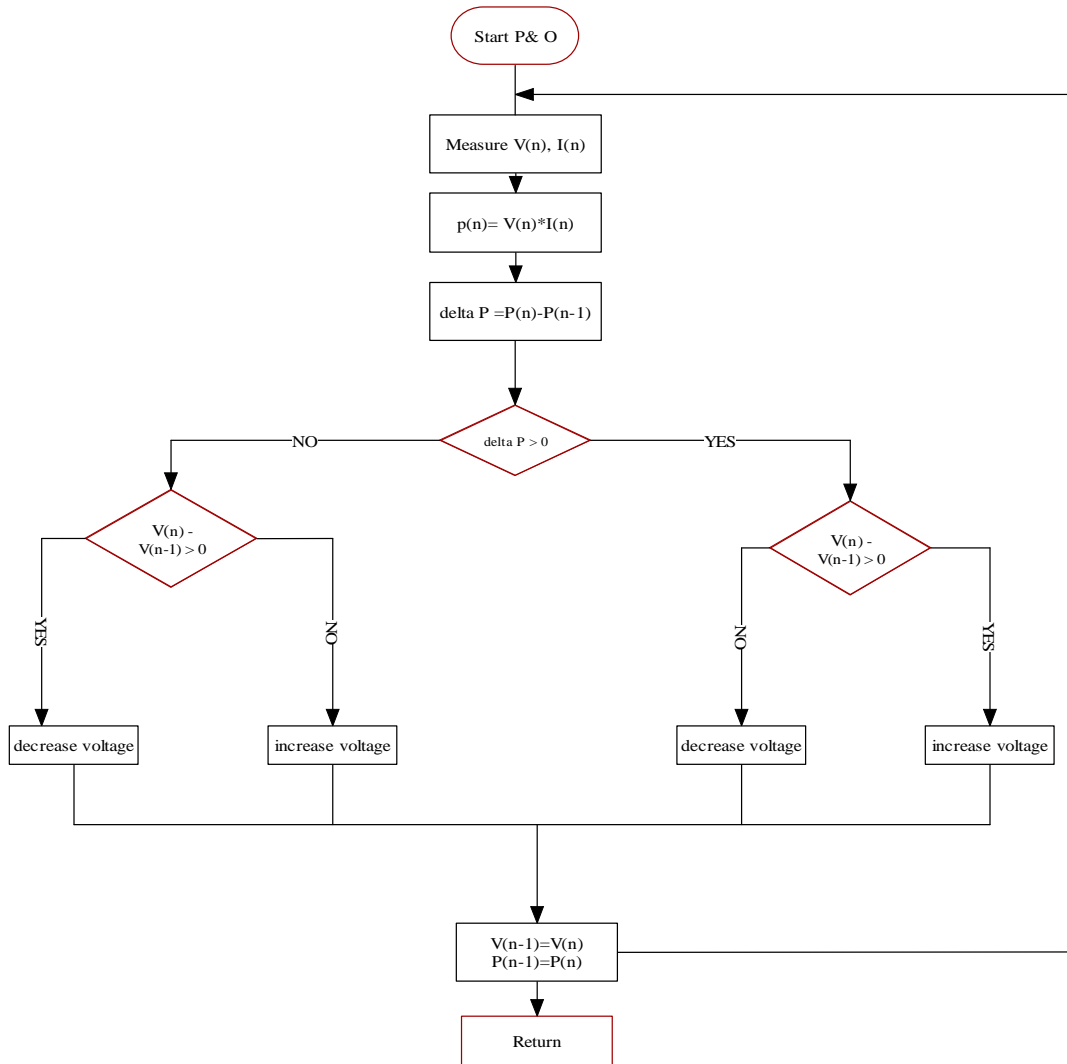 Start P& O
Measure V(n), I(n)
p(n)= V(n)*I(n)
delta P =P(n)-P(n-1)
delta P > 0
NO
YES
V(n) -
V(n-1) > 0
V(n) -
V(n-1) > 0
YES
NO
NO
YES
decrease voltage
increase voltage
decrease voltage
increase voltage
V(n-1)=V(n)
P(n-1)=P(n)
Return